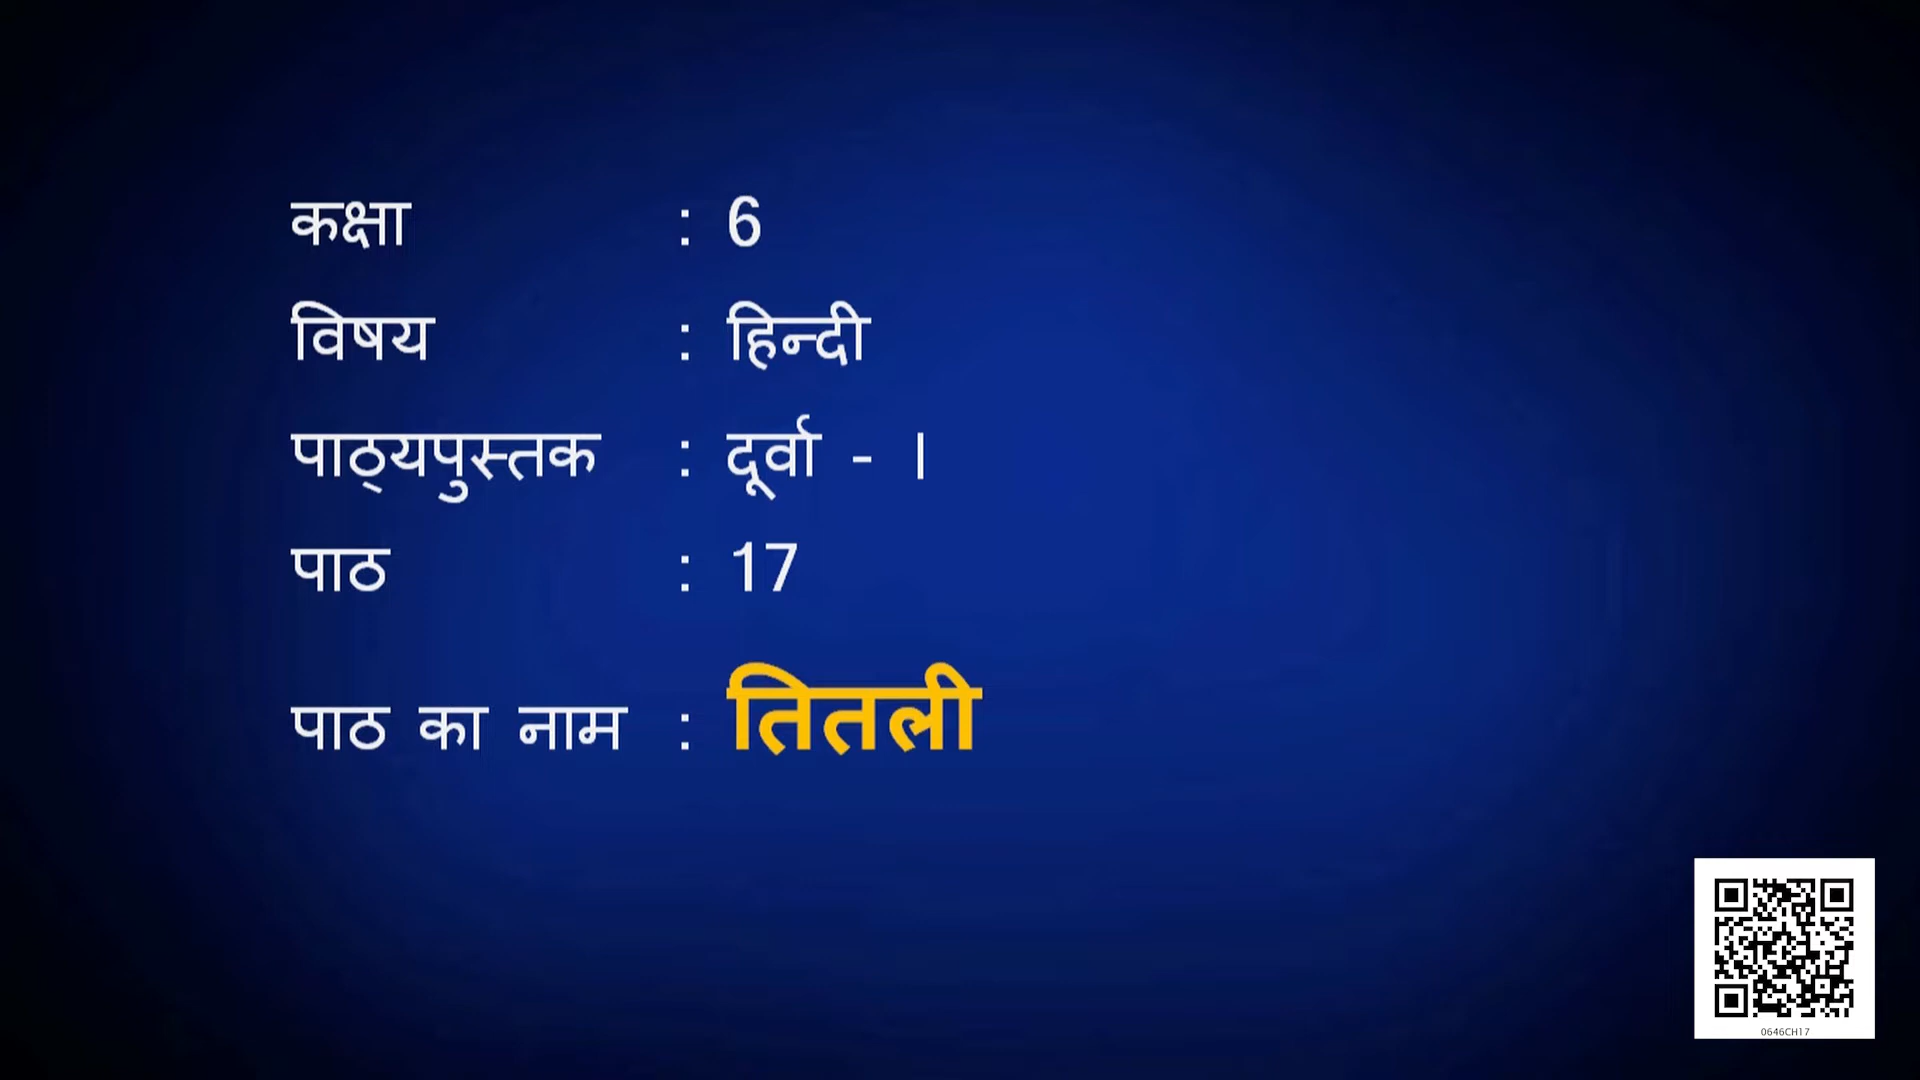 कक्षा : 6
विषय : हिन्दी
पाठ्यपुस्तक : दूर्वा - I
पाठ : 17
पाठ का नाम : तितली
0646CH17